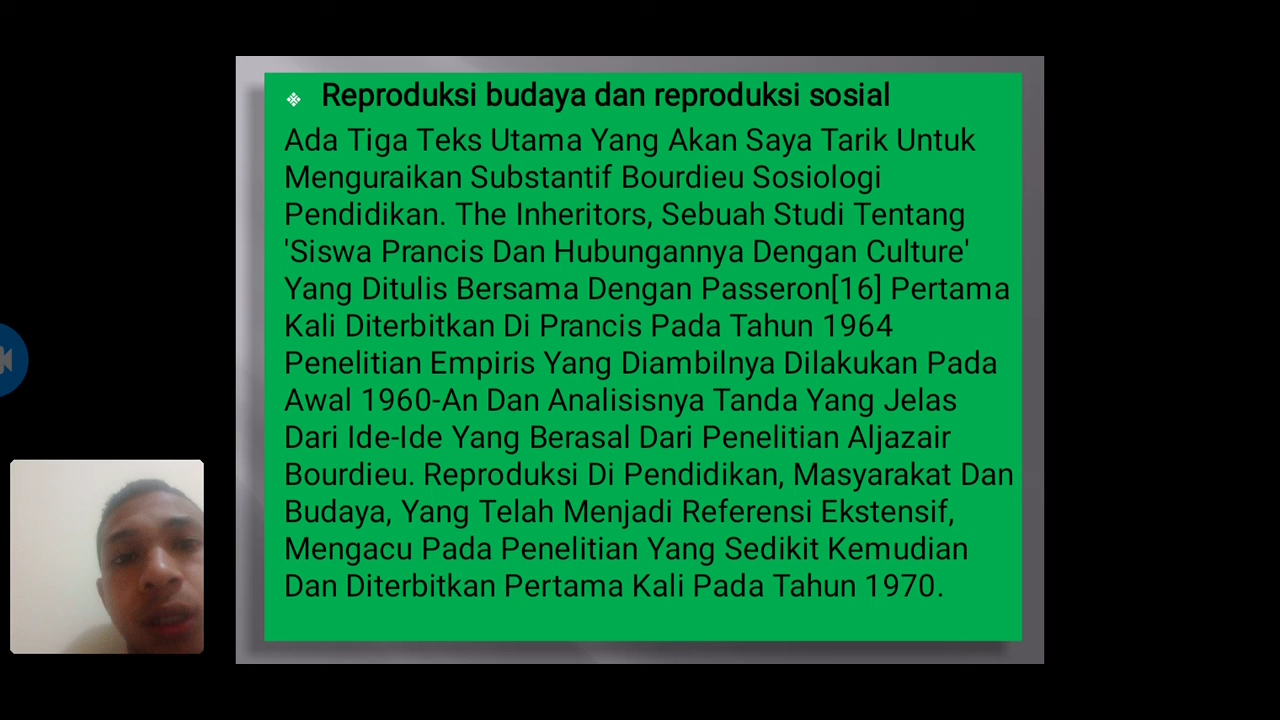 Reproduksi budaya dan reproduksi sosial
Ada Tiga Teks Utama Yang Akan Saya Tarik Untuk
Menguraikan Substantif Bourdieu Sosiologi
Pendidikan. The Inheritors, Sebuah Studi Tentang
'Siswa Prancis Dan Hubungannya Dengan Culture'
Yang Ditulis Bersama Dengan Passeron[16] Pertama
Kali Diterbitkan Di Prancis Pada Tahun 1964
Penelitian Empiris Yang Diambilnya Dilakukan Pada
Awal 1960-An Dan Analisisnya Tanda Yang Jelas
Dari Ide-Ide Yang Berasal Dari Penelitian Aljazair
Bourdieu. Reproduksi Di Pendidikan, Masyarakat Dan
Budaya, Yang Telah Menjadi Referensi Ekstensif,
Mengacu Pada Penelitian Yang Sedikit Kemudian
Dan Diterbitkan Pertama Kali Pada Tahun 1970.